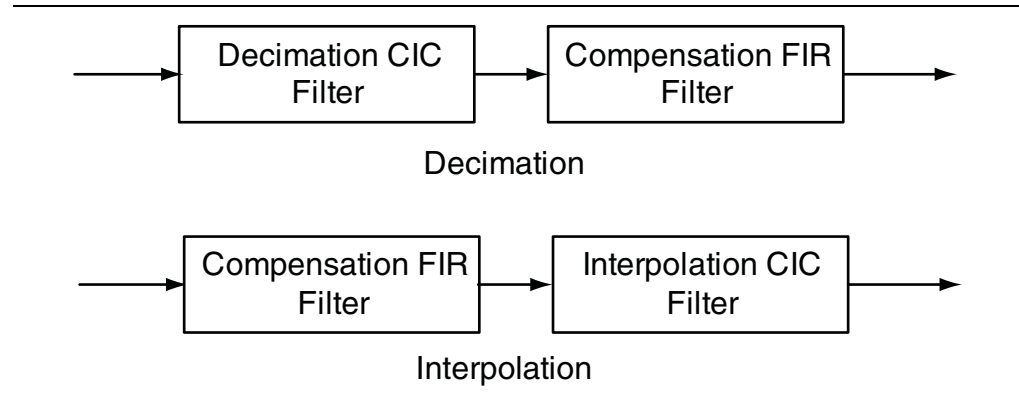 Decimation CIC
Filter
Compensation FIR
Filter
Decimation
Compensation FIR
Filter
Interpolation CIC
Filter
Interpolation